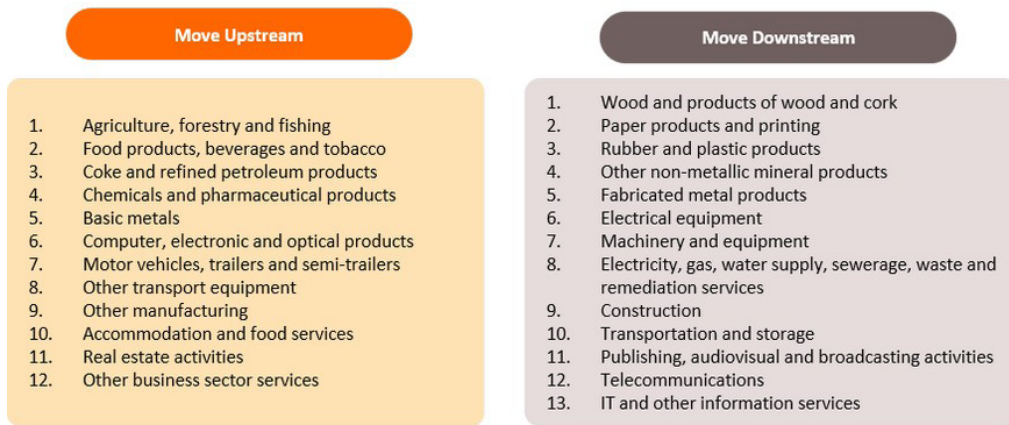 Move Upstream
1. Agriculture, forestry and fishing
2. Food products, beverages and tobacco
3. Coke and refined petroleum products
4. Chemicals and pharmaceutical products
5. Basic metals
6. Computer, electronic and optical products
7. Motor vehicles, trailers and semi-trailers
8. Other transport equipment
9. Other manufacturing
10. Accommodation and food services
11. Real estate activities
12. Other business sector services
Move Downstream
1. Wood and products of wood and cork
2. Paper products and printing
3. Rubber and plastic products
4. Other non-metallic mineral products
5. Fabricated metal products
6. Electrical equipment
7. Machinery and equipment
8. Electricity, gas, water supply, sewerage, waste and
remediation services
9. Construction
10. Transportation and storage
11. Publishing, audiovisual and broadcasting activities
12. Telecommunications
13. IT and other information services